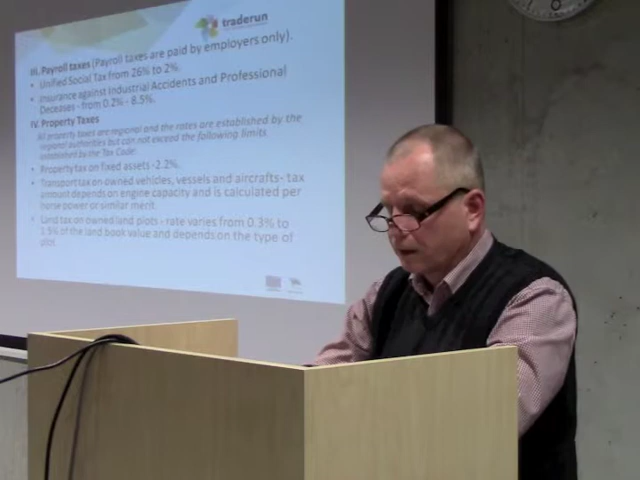 traderun
III. Payroll taxes (Payroll taxes are paid by employers only).
• Unified Social Tax from 26% to 2%.
• Insurance against Industrial Accidents and Professional
Deceases - from 0.2% - 8.5%.
IV. Property Taxes
All property taxes are regional and the rates are established by the
regional authorities but can not exceed the following limits
established by the Tax Code:
• Property tax on fixed assets -2.2%.
• Transport tax on owned vehicles, vessels and aircrafts- tax
amount depends on engine capacity and is calculated per
horse power or similar merit.
• Land tax on owned land plots - rate varies from 0.3% to
1.5% of the land book value and depends on the type of
plot